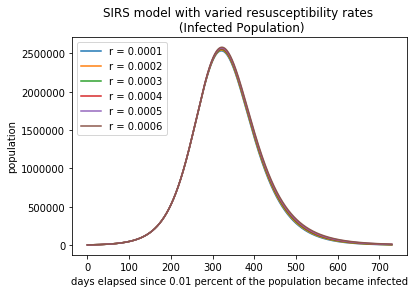 SIRS model with varied resusceptibility rates
(Infected Population)
r = 0.0001
r = 0.0002
r = 0.0003
r = 0.0004
r = 0.0005
r = 0.0006
population
2500000
2000000
1500000
1000000
500000
0
0 100 200 300 400 500 600 700
days elapsed since 0.01 percent of the population became infected